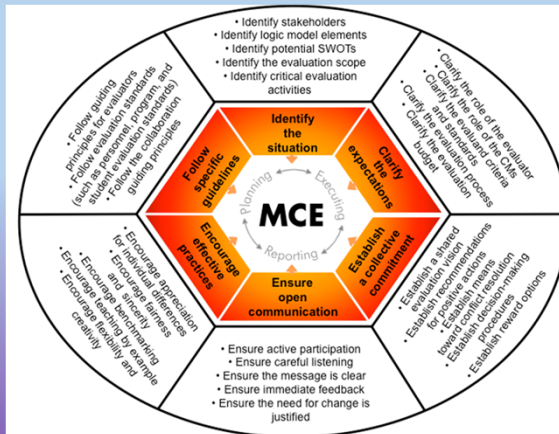 • Identify stakeholders
• Identify logic model elements
• Identify potential SWOTs
• Identify the evaluation scope
• Identify critical evaluation
activities
• Clarify the role of the evaluator
• Clarify the role of the CMs
• Clarify the evaluand criteria
and standards
• Clarify the evaluation process
• Clarify the evaluation
budget
• Establish a shared
evaluation vision
• Establish recommendations
for positive actions
• Establish means
toward conflict resolution
• Establish decision-making
procedures
• Establish reward options
• Ensure active participation
• Ensure careful listening
• Ensure the message is clear
• Ensure immediate feedback
• Ensure the need for change is
justified
• Encourage appreciation
for individual differences
• Encourage fairness
and sincerity
• Encourage benchmarking
• Encourage teaching by example
• Encourage flexibility and
creativity
• Follow guiding
principles for evaluators
• Follow evaluation standards
(such as personnel, program, and
student evaluation standards)
• Follow the collaboration
guiding principles
Identify
the
situation
Clarify
the
expectations
Establish
a collective
commitment
Ensure
open
communication
Encourage
effective
practices
Follow
specific
guidelines
Planning
Executing
MCE
Reporting